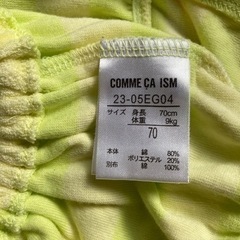 COMME ÇA ISM
23-05EG04
サイズ 身長 70cm
体重 9kg
70
本体 綿 80%
ポリエステル 20%
別布 綿 100%